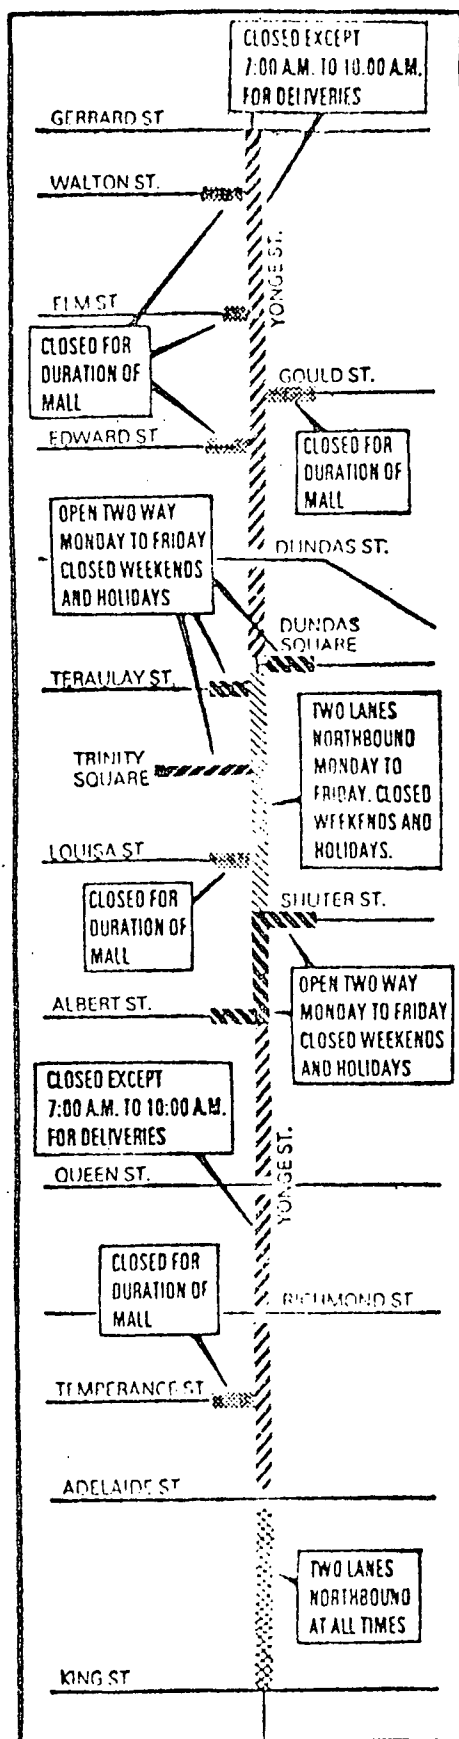 CLOSED EXCEPT
7:00 A.M. TO 10.00 A.M.
FOR DELIVERIES
GERRARD ST.
WALTON ST.
YONGE ST.
ELM ST.
CLOSED FOR
DURATION OF
MALL
GOULD ST.
EDWARD ST.
CLOSED FOR
DURATION OF
MALL
OPEN TWO WAY
MONDAY TO FRIDAY
CLOSED WEEKENDS
AND HOLIDAYS
DUNDAS ST.
DUNDAS
SQUARE
TERAULAY ST.
TWO LANES
NORTHBOUND
MONDAY TO
FRIDAY. CLOSED
WEEKENDS AND
HOLIDAYS.
TRINITY
SQUARE
LOUISA ST.
CLOSED FOR
DURATION OF
MALL
SHUTER ST.
OPEN TWO WAY
MONDAY TO FRIDAY
CLOSED WEEKENDS
AND HOLIDAYS
ALBERT ST.
CLOSED EXCEPT
7:00 A.M. TO 10:00 A.M.
FOR DELIVERIES
YONGE ST.
QUEEN ST.
CLOSED FOR
DURATION OF
MALL
RICHMOND ST
TEMPERANCE ST.
ADELAIDE ST
TWO LANES
NORTHBOUND
AT ALL TIMES
KING ST